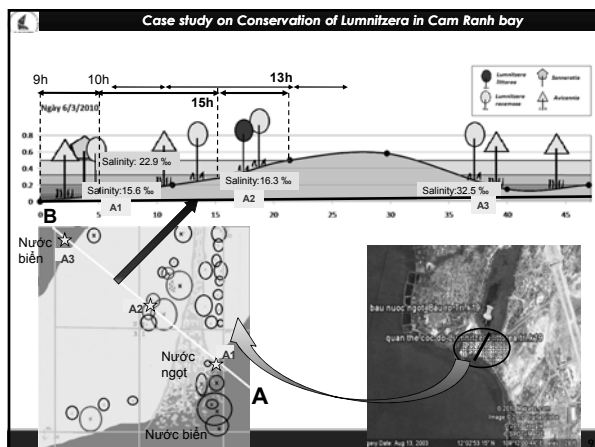 Case study on Conservation of Lumnitzera in Cam Ranh bay
9h
10h
13h
15h
Ngày 6/3/2010
Lumnitzera littorea
Sonneratia
Lumnitzera racemosa
Avicennia
0.8
0.6
0.4
0.2
0
Salinity: 22.9 ‰
Salinity:15.6 ‰
Salinity:16.3 ‰
Salinity:32.5 ‰
A1
A2
A3
B
0
5
10
15
20
25
30
35
40
45
Nước biển
A3
A2
Nước ngọt
A1
A
Nước biển